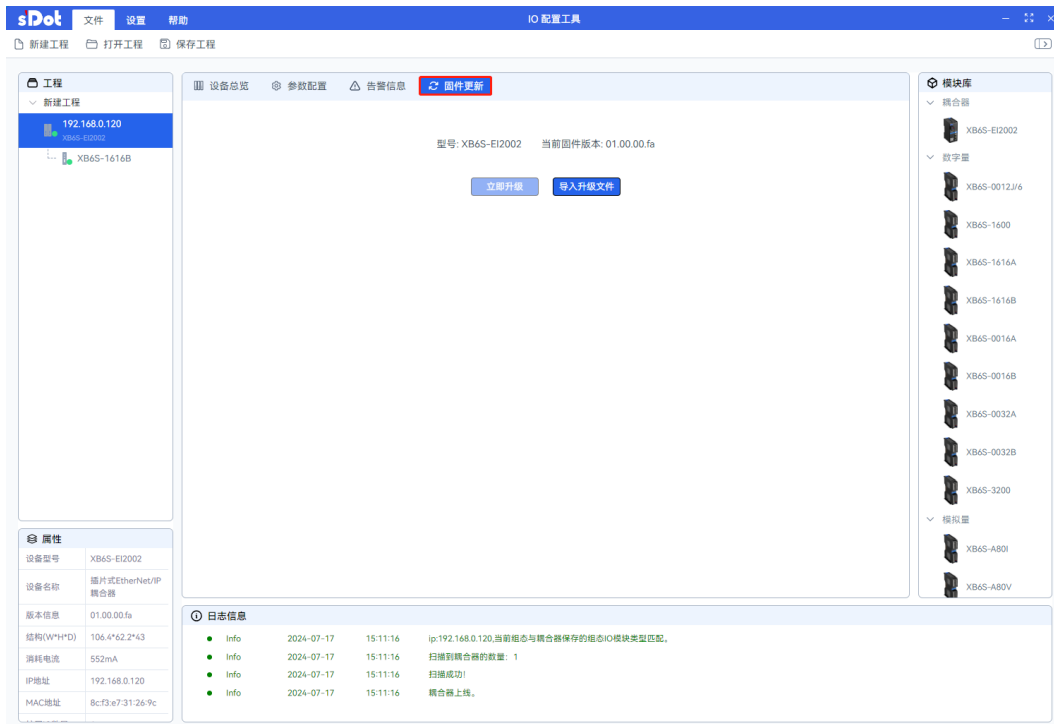 sDot 文件 设置 帮助 IO 配置工具
新建工程 打开工程 保存工程
工程
新建工程
192.168.0.120
XB6S-EI2002
XB6S-1616B
设备总览 参数配置 告警信息 固件更新
型号: XB6S-EI2002 当前固件版本: 01.00.00.fa
立即升级 导入升级文件
模块库
耦合器
XB6S-EI2002
数字量
XB6S-0012J/6
XB6S-1600
XB6S-1616A
XB6S-1616B
XB6S-0016A
XB6S-0016B
XB6S-0032A
XB6S-0032B
XB6S-3200
模拟量
XB6S-A80I
XB6S-A80V
属性
设备型号 XB6S-EI2002
设备名称 插片式EtherNet/IP
耦合器
版本信息 01.00.00.fa
结构(W*H*D) 106.4*62.2*43
消耗电流 552mA
IP地址 192.168.0.120
MAC地址 8c:f3:e7:31:26:9c
日志信息
Info 2024-07-17 15:11:16 ip:192.168.0.120,当前组态与耦合器保存的组态IO模块类型匹配。
Info 2024-07-17 15:11:16 扫描到耦合器的数量: 1
Info 2024-07-17 15:11:16 扫描成功!
Info 2024-07-17 15:11:16 耦合器上线。